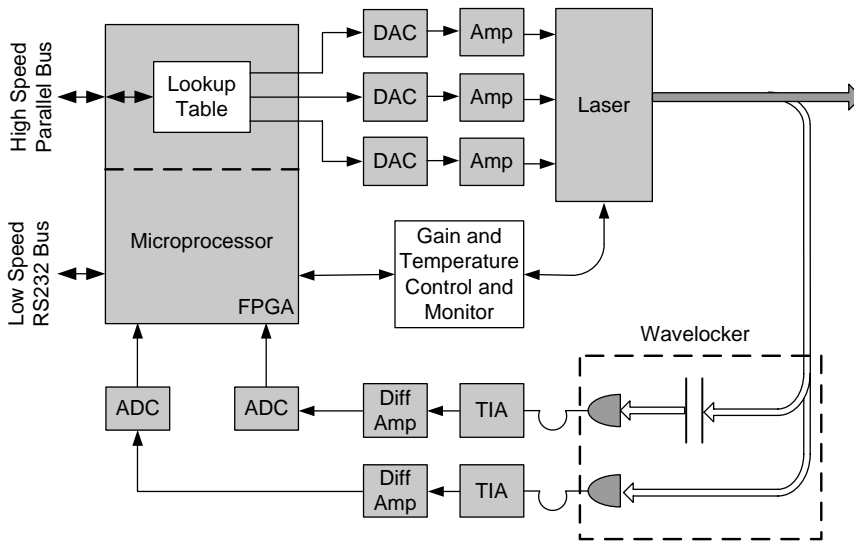 High Speed
Parallel Bus
Lookup
Table
DAC
Amp
DAC
Amp
DAC
Amp
Laser
Low Speed
RS232 Bus
Microprocessor
FPGA
Gain and
Temperature
Control and
Monitor
Wavelocker
ADC
ADC
Diff
Amp
TIA
Diff
Amp
TIA